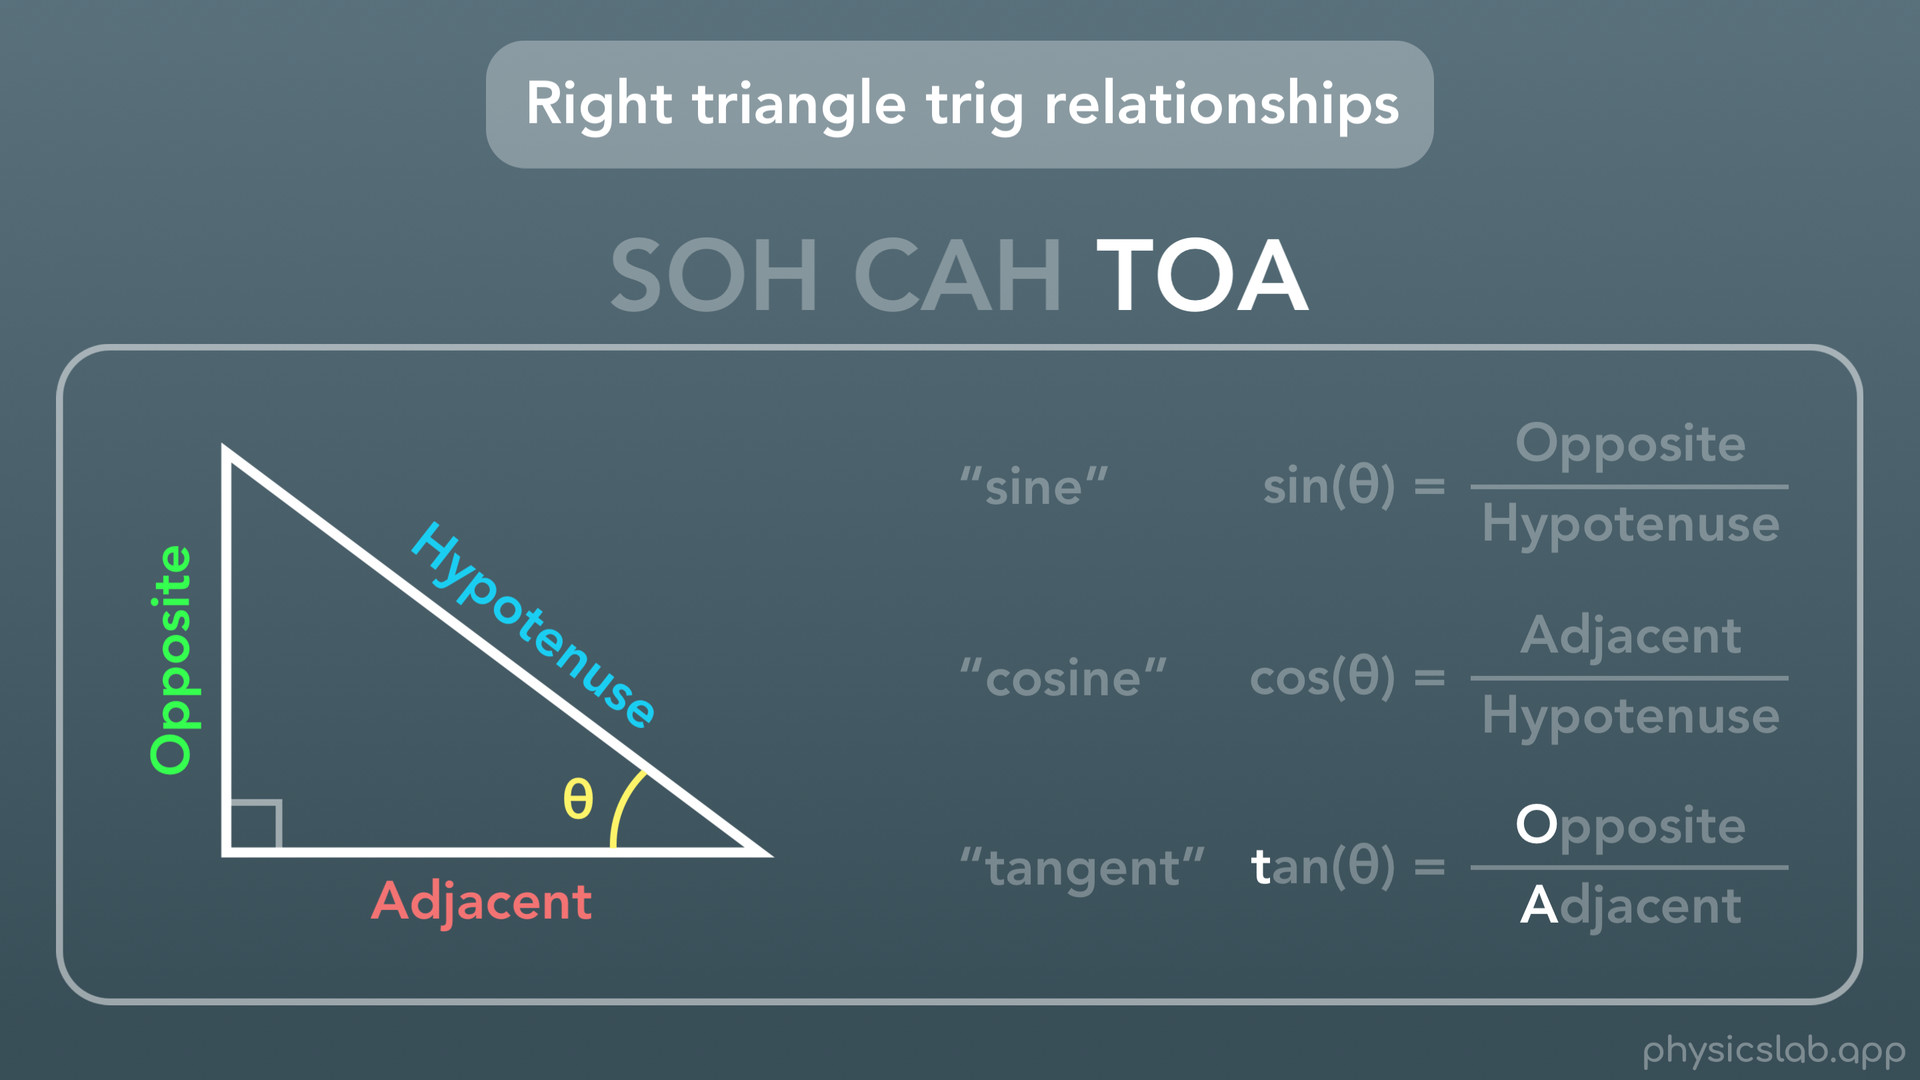 Right triangle trig relationships
SOH CAH TOA
Opposite
Hypotenuse
θ
Adjacent
“sine” sin(θ) = Opposite
Hypotenuse
“cosine” cos(θ) = Adjacent
Hypotenuse
“tangent” tan(θ) = Opposite
Adjacent
physicslab.app